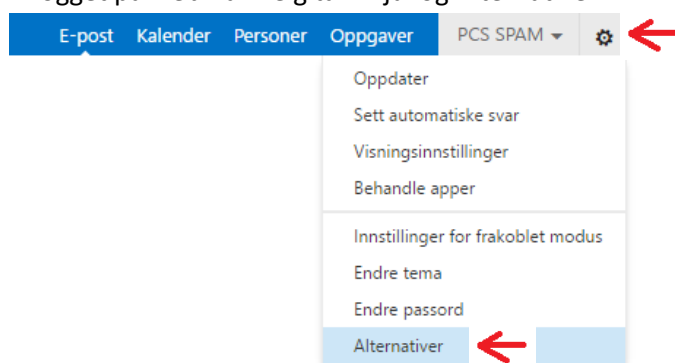 E-post Kalender Personer Oppgaver PCS SPAM
Oppdater
Sett automatiske svar
Visningsinnstillinger
Behandle apper
Innstillinger for frakoblet modus
Endre tema
Endre passord
Alternativer